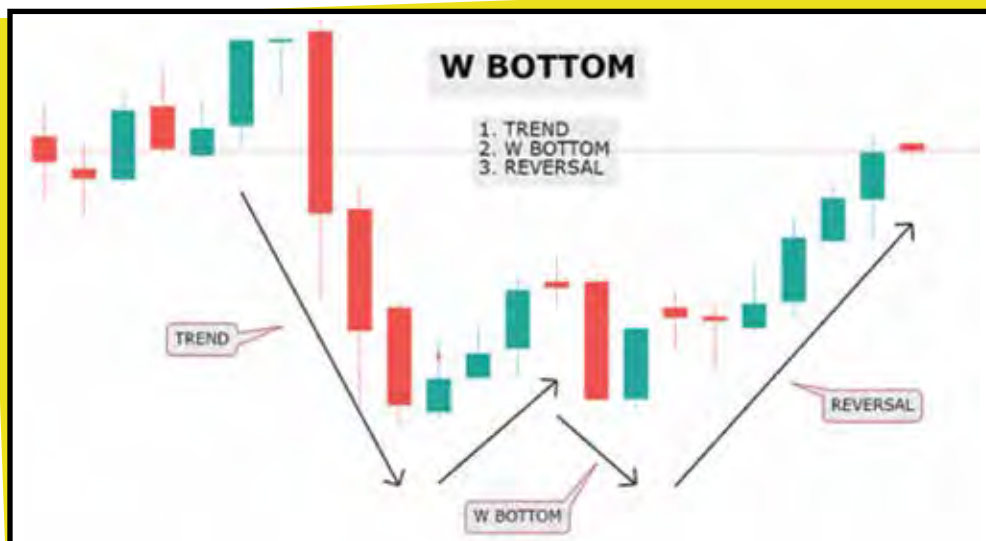 W BOTTOM
1. TREND
2. W BOTTOM
3. REVERSAL
TREND
REVERSAL
W BOTTOM